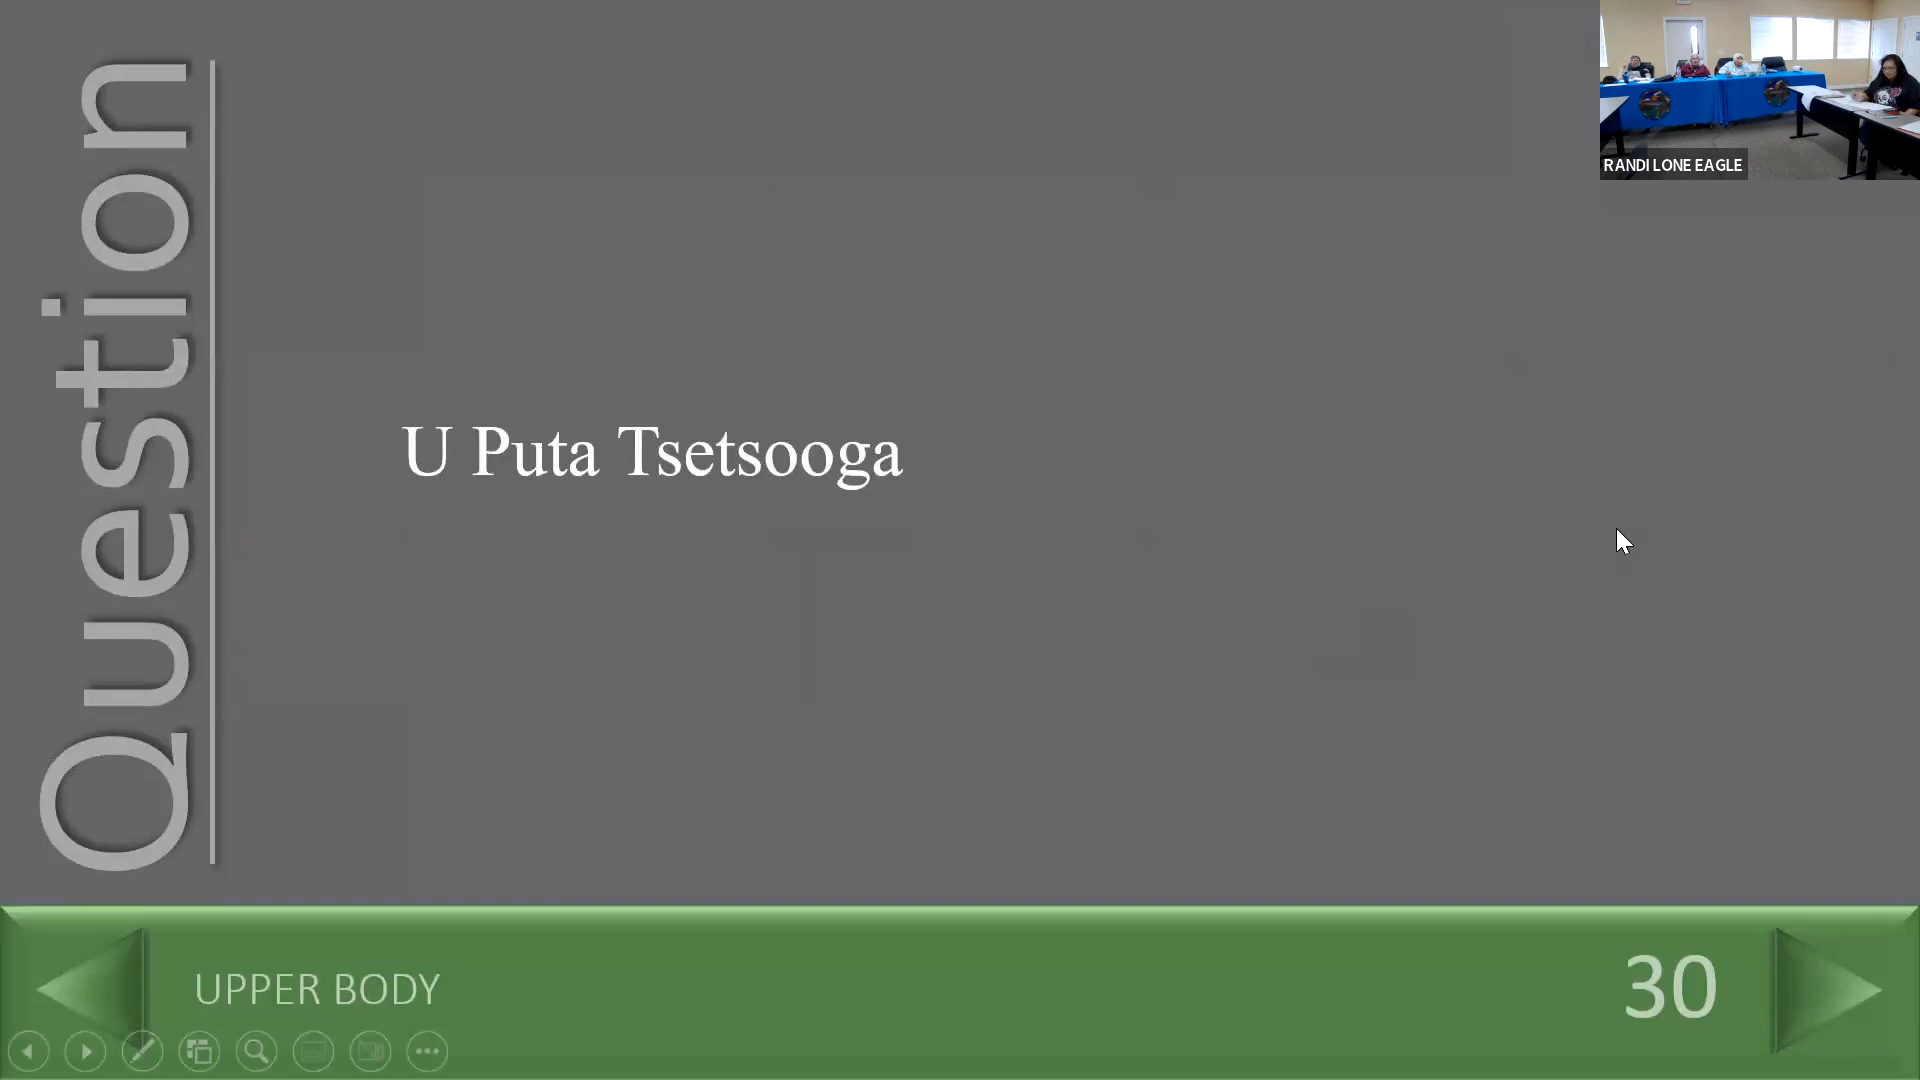 Question
U Puta Tsetsooga
RANDI LONE EAGLE
UPPER BODY
30